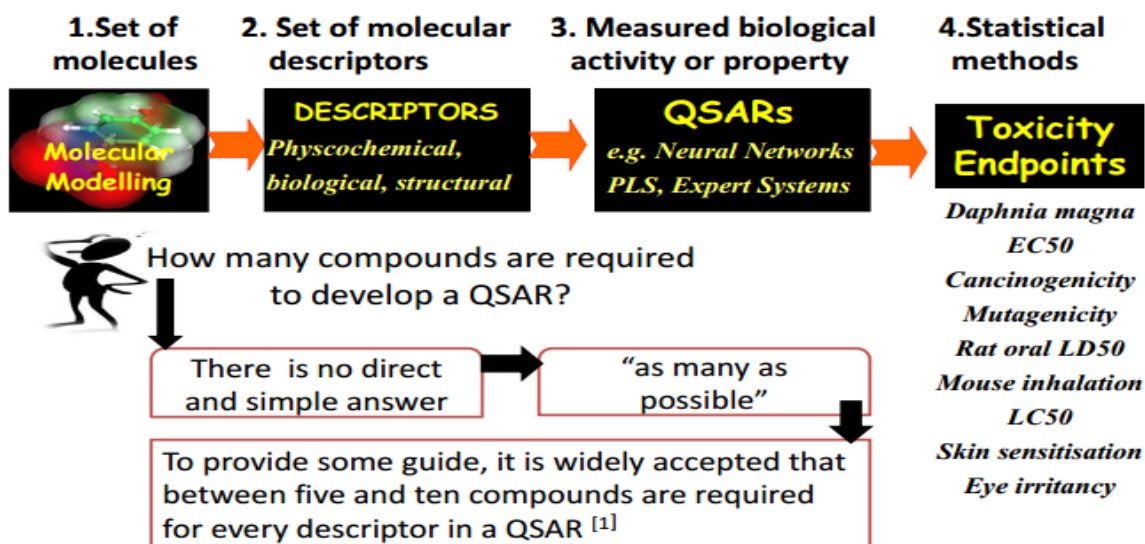 1.Set of
molecules
2. Set of molecular
descriptors
3. Measured biological
activity or property
4.Statistical
methods
Molecular
Modelling
DESCRIPTORS
Physcochemical,
biological, structural
QSARs
e.g. Neural Networks
PLS, Expert Systems
Toxicity
Endpoints
Daphnia magna
EC50
Cancinogenicity
Mutagenicity
Rat oral LD50
Mouse inhalation
LC50
Skin sensitisation
Eye irritancy
How many compounds are required
to develop a QSAR?
There is no direct
and simple answer
“as many as
possible”
To provide some guide, it is widely accepted that
between five and ten compounds are required
for every descriptor in a QSAR [1]